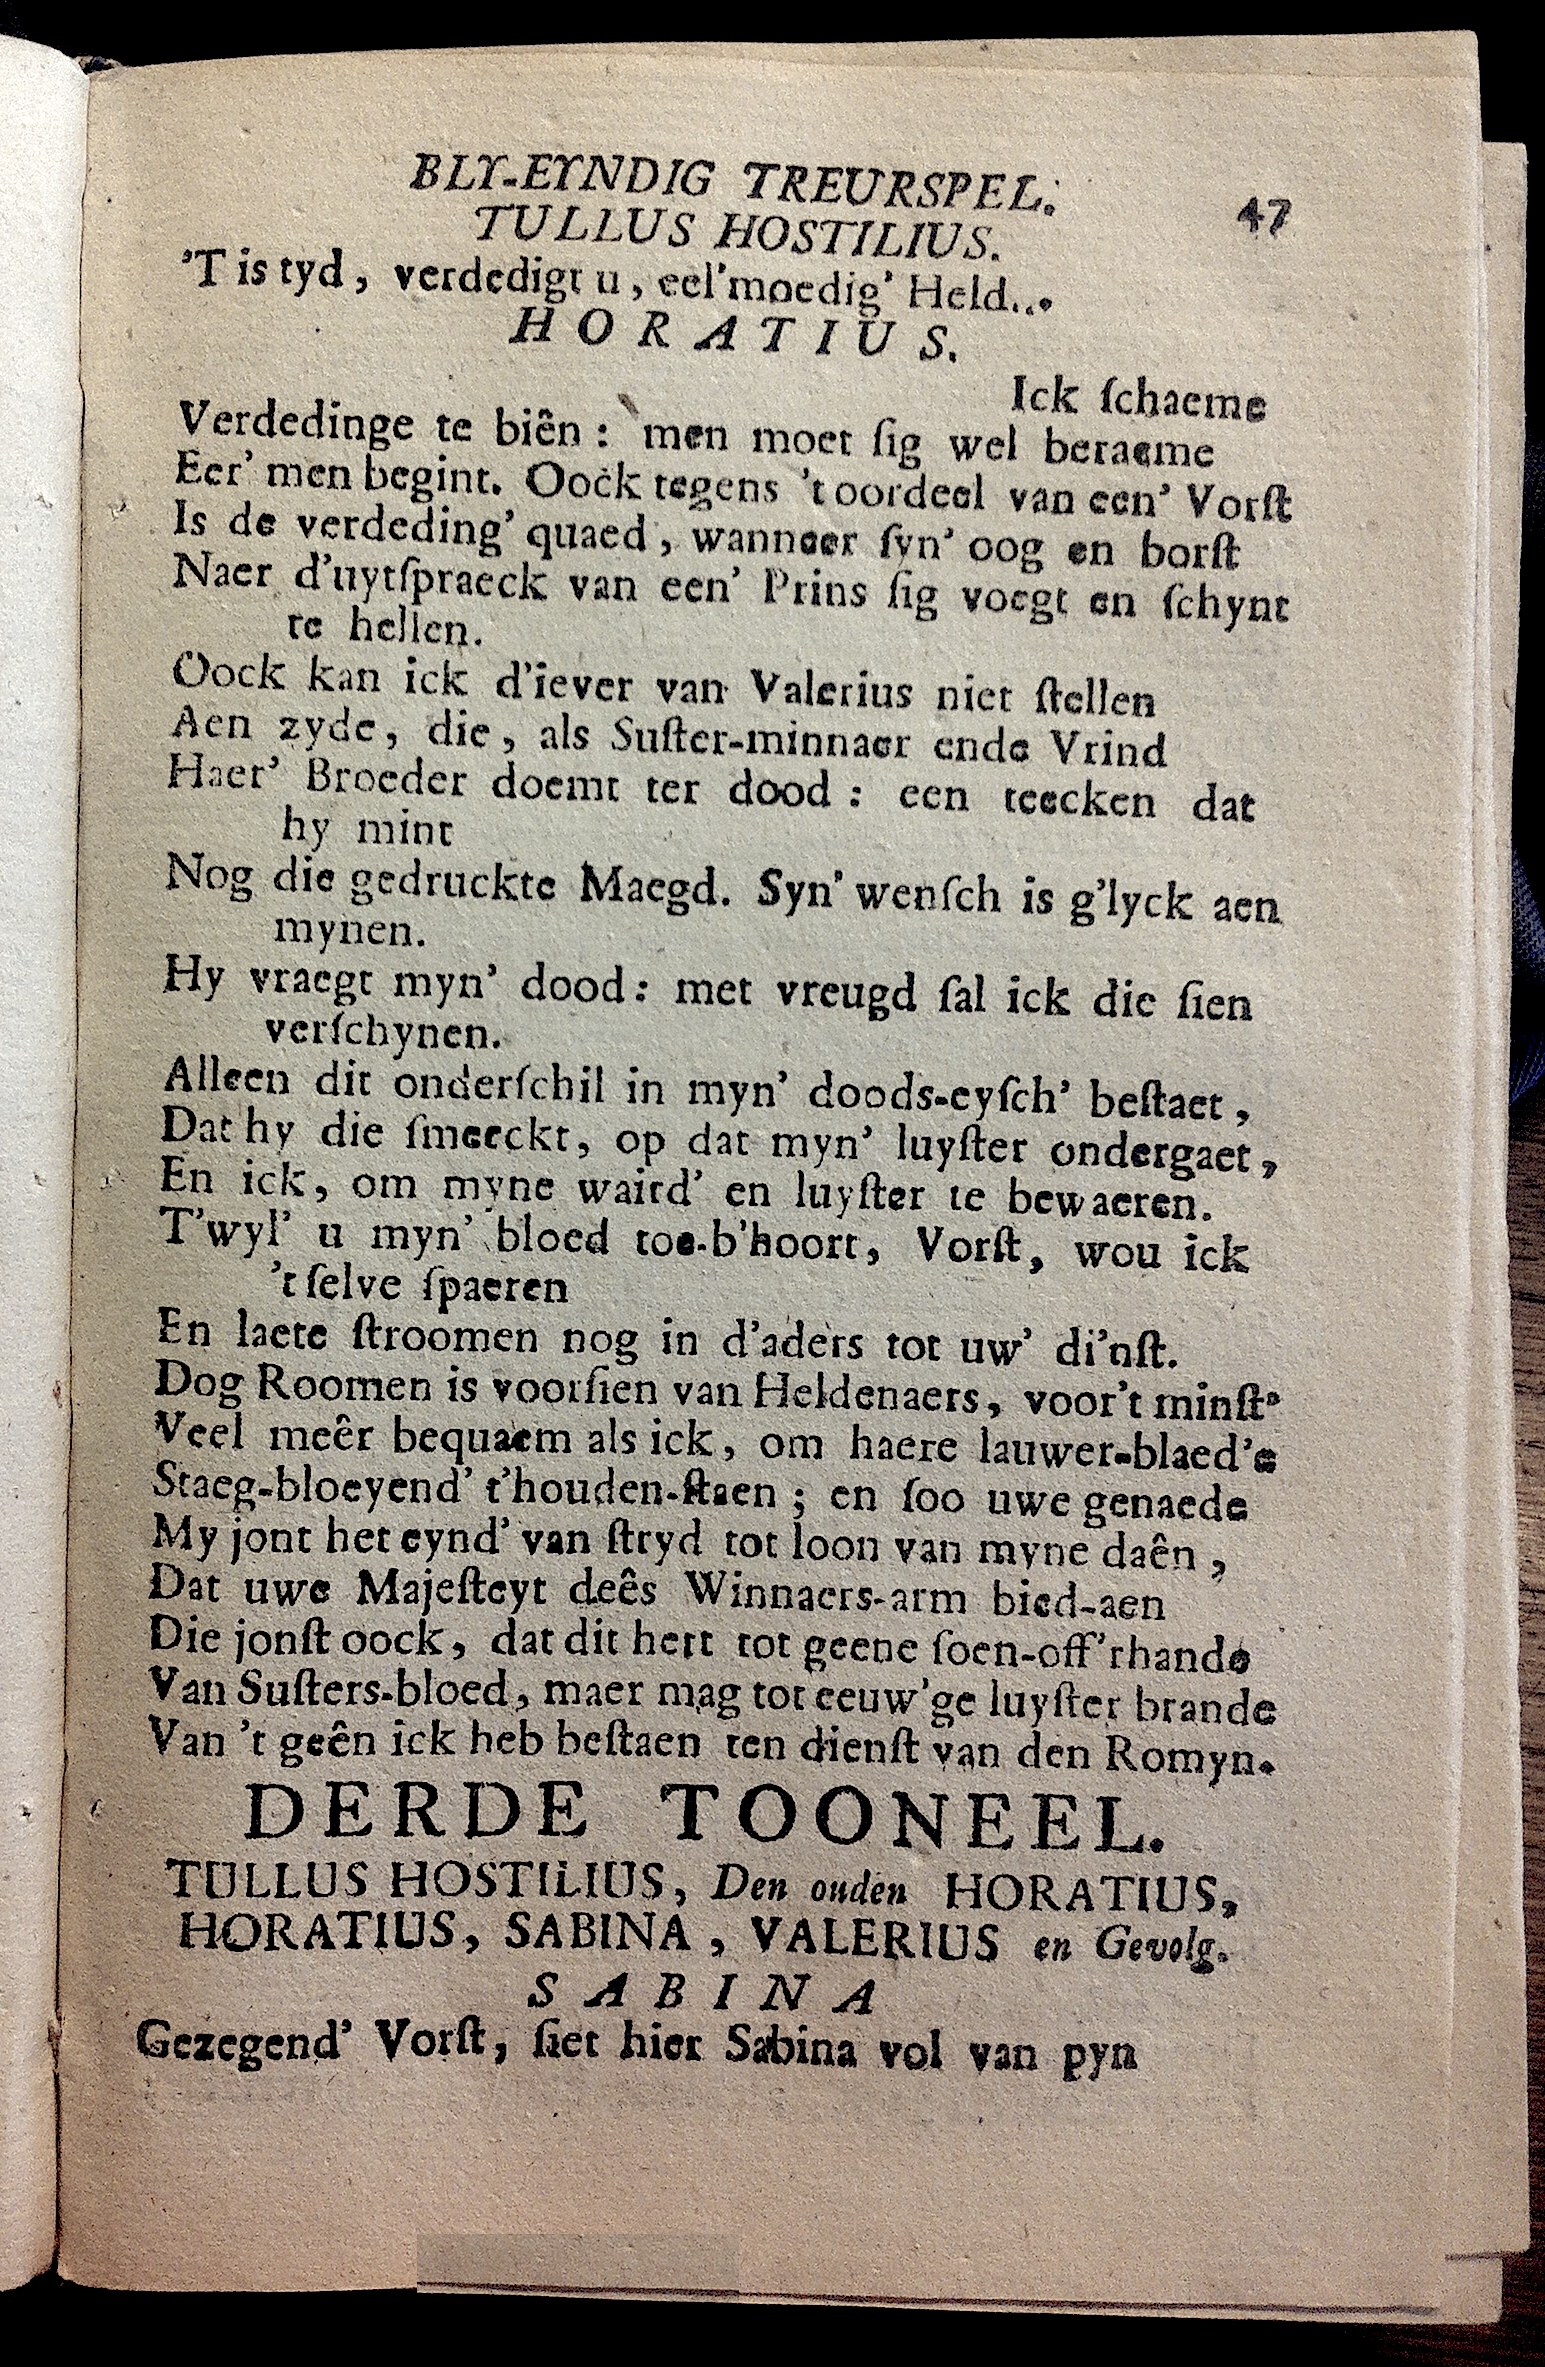 BLY-EYNDIG TREURSPEL. 47
TULLUS HOSTILIUS.
'T is tyd, verdedigt u, eel'moedig' Held...
HORATIUS.
Ick ſchaeme
Verdedinge te biên: men moet ſig wel beraeme
Eer' men begint. Oock tegens 't oordeel van een' Vorſt
Is de verdeding' quaed, wanneer ſyn' oog en borſt
Naer d'uytſpraeck van een' Prins ſig voegt en ſchynt
te hellen.
Oock kan ick d'iever van Valerius niet ſtellen
Aen zyde, die, als Suſter-minnaer ende Vrind
Haer' Broeder doemt ter dood: een teecken dat
hy mint
Nog die gedruckte Maegd. Syn' wenſch is g'lyck aen
mynen.
Hy vraegt myn' dood: met vreugd ſal ick die ſien
verſchynen.
Alleen dit onderſchil in myn' doods-eyſch' beſtaet,
Dat hy die ſmeeckt, op dat myn' luyſter ondergaet,
En ick, om myne waird' en luyſter te bewaeren.
T'wyl' u myn' bloed toe-b'hoort, Vorſt, wou ick
't ſelve ſpaeren
En laete ſtroomen nog in d'aders tot uw' di'nſt.
Dog Roomen is voorſien van Heldenaers, voor't minſt'
Veel meêr bequaem als ick, om haere lauwer-blaed'e
Staeg-bloeyend' t'houden-ſtaen; en ſoo uwe genaede
My jont het eynd' van ſtryd tot loon van myne daên,
Dat uwe Majeſteyt deês Winnaers-arm bied-aen
Die jonſt oock, dat dit hert tot geene ſoen-off'rhande
Van Suſters-bloed, maer mag tot eeuw'ge luyſter brande
Van 't geên ick heb beſtaen ten dienſt van den Romyn.
DERDE TOONEEL.
TULLUS HOSTILIUS, Den ouden HORATIUS,
HORATIUS, SABINA, VALERIUS en Gevolg.
SABINA
Gezegend' Vorſt, ſiet hier Sabina vol van pyn